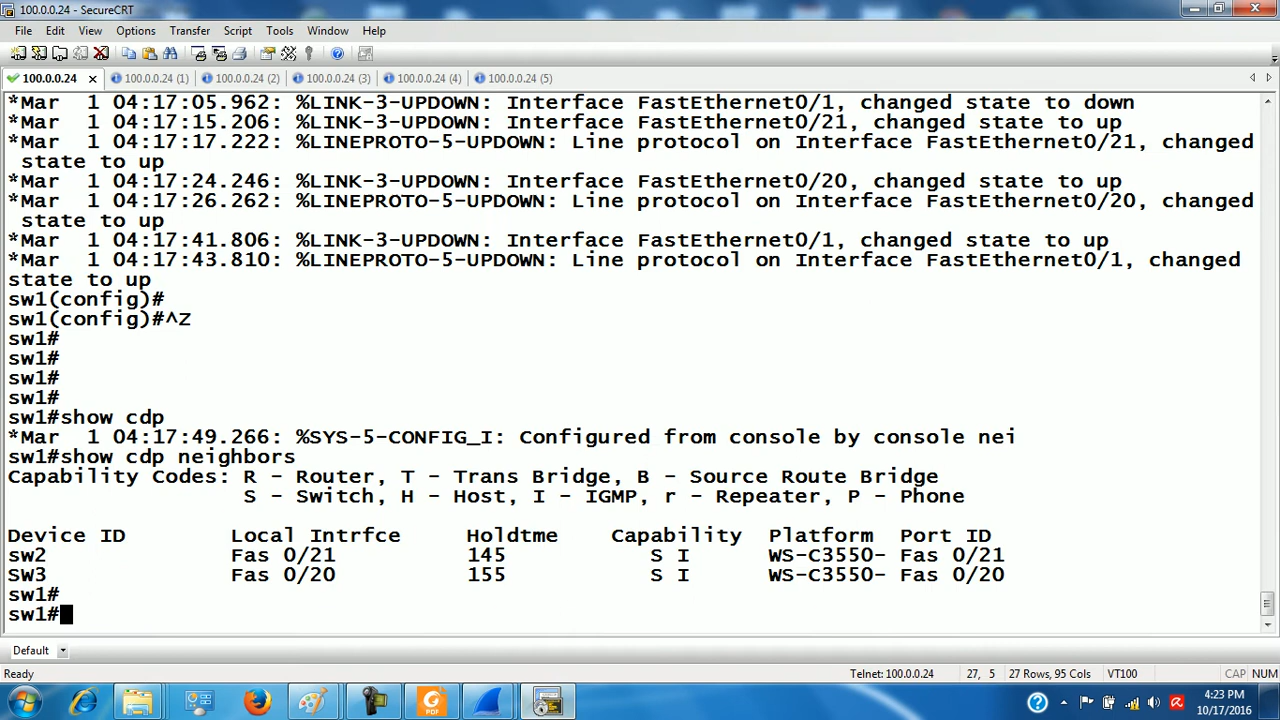 100.0.0.24 - SecureCRT
File Edit View Options Transfer Script Tools Window Help
100.0.0.24 100.0.0.24 (1) 100.0.0.24 (2) 100.0.0.24 (3) 100.0.0.24 (4) 100.0.0.24 (5)
*Mar  1 04:17:05.962: %LINK-3-UPDOWN: Interface FastEthernet0/1, changed state to down
*Mar  1 04:17:15.206: %LINK-3-UPDOWN: Interface FastEthernet0/21, changed state to up
*Mar  1 04:17:17.222: %LINEPROTO-5-UPDOWN: Line protocol on Interface FastEthernet0/21, changed
state to up
*Mar  1 04:17:24.246: %LINK-3-UPDOWN: Interface FastEthernet0/20, changed state to up
*Mar  1 04:17:26.262: %LINEPROTO-5-UPDOWN: Line protocol on Interface FastEthernet0/20, changed
state to up
*Mar  1 04:17:41.806: %LINK-3-UPDOWN: Interface FastEthernet0/1, changed state to up
*Mar  1 04:17:43.810: %LINEPROTO-5-UPDOWN: Line protocol on Interface FastEthernet0/1, changed
state to up
sw1(config)#
sw1(config)#^Z
sw1#
sw1#
sw1#
sw1#
sw1#show cdp
*Mar  1 04:17:49.266: %SYS-5-CONFIG_I: Configured from console by console nei
sw1#show cdp neighbors
Capability Codes: R - Router, T - Trans Bridge, B - Source Route Bridge
S - Switch, H - Host, I - IGMP, r - Repeater, P - Phone
Device ID Local Intrfce Holdtme Capability Platform Port ID
sw2 Fas 0/21 145 S I WS-C3550- Fas 0/21
SW3 Fas 0/20 155 S I WS-C3550- Fas 0/20
sw1#
sw1#
Default
Ready Telnet: 100.0.0.24 27, 5 27 Rows, 95 Cols VT100 CAP NUM
PDF
4:23 PM
10/17/2016